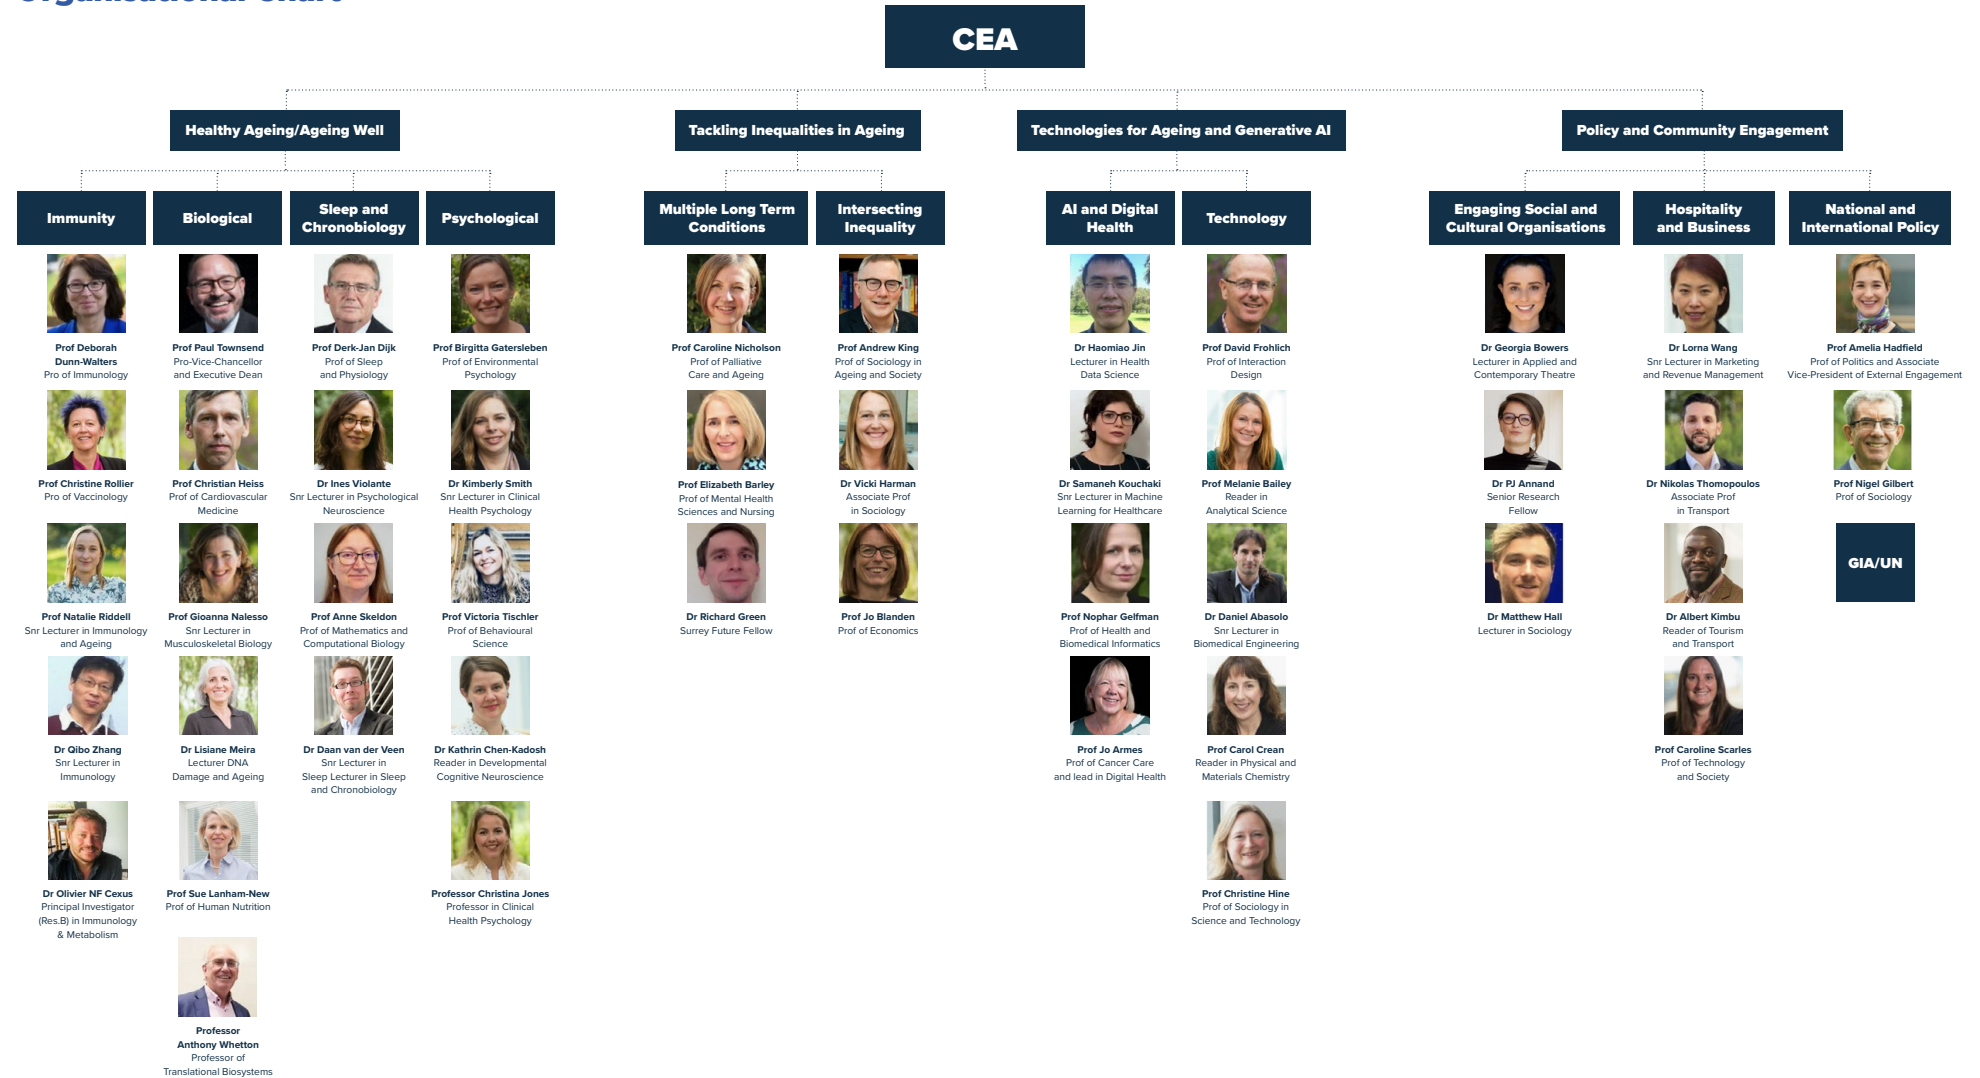 Organisational Chart
CEA
Healthy Ageing/Ageing Well
Tackling Inequalities in Ageing
Technologies for Ageing and Generative AI
Policy and Community Engagement
Immunity
Biological
Sleep and
Chronobiology
Psychological
Multiple Long Term
Conditions
Intersecting
Inequality
AI and Digital
Health
Technology
Engaging Social and
Cultural Organisations
Hospitality
and Business
National and
International Policy
Prof Deborah
Dunn-Walters
Pro of Immunology
Prof Paul Townsend
Pro-Vice-Chancellor
and Executive Dean
Prof Derk-Jan Dijk
Prof of Sleep
and Physiology
Prof Birgitta Gatersleben
Prof of Environmental
Psychology
Prof Caroline Nicholson
Prof of Palliative
Care and Ageing
Prof Andrew King
Prof of Sociology in
Ageing and Society
Dr Haomiao Jin
Lecturer in Health
Data Science
Prof David Frohlich
Prof of Interaction
Design
Dr Georgia Bowers
Lecturer in Applied and
Contemporary Theatre
Dr Lorna Wang
Snr Lecturer in Marketing
and Revenue Management
Prof Amelia Hadfield
Prof of Politics and Associate
Vice-President of External Engagement
Prof Christine Rollier
Pro of Vaccinology
Prof Christian Heiss
Prof of Cardiovascular
Medicine
Dr Ines Violante
Snr Lecturer in Psychological
Neuroscience
Dr Kimberly Smith
Snr Lecturer in Clinical
Health Psychology
Prof Elizabeth Barley
Prof of Mental Health
Sciences and Nursing
Dr Vicki Harman
Associate Prof
in Sociology
Dr Samaneh Kouchaki
Snr Lecturer in Machine
Learning for Healthcare
Prof Melanie Bailey
Reader in
Analytical Science
Dr PJ Annand
Senior Research
Fellow
Dr Nikolas Thomopoulos
Associate Prof
in Transport
Prof Nigel Gilbert
Prof of Sociology
Prof Natalie Riddell
Snr Lecturer in Immunology
and Ageing
Prof Gioanna Nalesso
Snr Lecturer in
Musculoskeletal Biology
Prof Anne Skeldon
Prof of Mathematics and
Computational Biology
Prof Victoria Tischler
Prof of Behavioural
Science
Dr Richard Green
Surrey Future Fellow
Prof Jo Blanden
Prof of Economics
Prof Nophar Gelfman
Prof of Health and
Biomedical Informatics
Dr Daniel Abasolo
Snr Lecturer in
Biomedical Engineering
Dr Matthew Hall
Lecturer in Sociology
Dr Albert Kimbu
Reader of Tourism
and Transport
GIA/UN
Dr Qibo Zhang
Snr Lecturer in
Immunology
Dr Lisiane Meira
Lecturer DNA
Damage and Ageing
Dr Daan van der Veen
Snr Lecturer in
Sleep Lecturer in Sleep
and Chronobiology
Dr Kathrin Chen-Kadosh
Reader in Developmental
Cognitive Neuroscience
Prof Jo Armes
Prof of Cancer Care
and lead in Digital Health
Prof Carol Crean
Reader in Physical and
Materials Chemistry
Prof Caroline Scarles
Prof of Technology
and Society
Dr Olivier NF Cexus
Principal Investigator
(Res.B) in Immunology
& Metabolism
Prof Sue Lanham-New
Prof of Human Nutrition
Professor Christina Jones
Professor in Clinical
Health Psychology
Prof Christine Hine
Prof of Sociology in
Science and Technology
Professor
Anthony Whetton
Professor of
Translational Biosystems